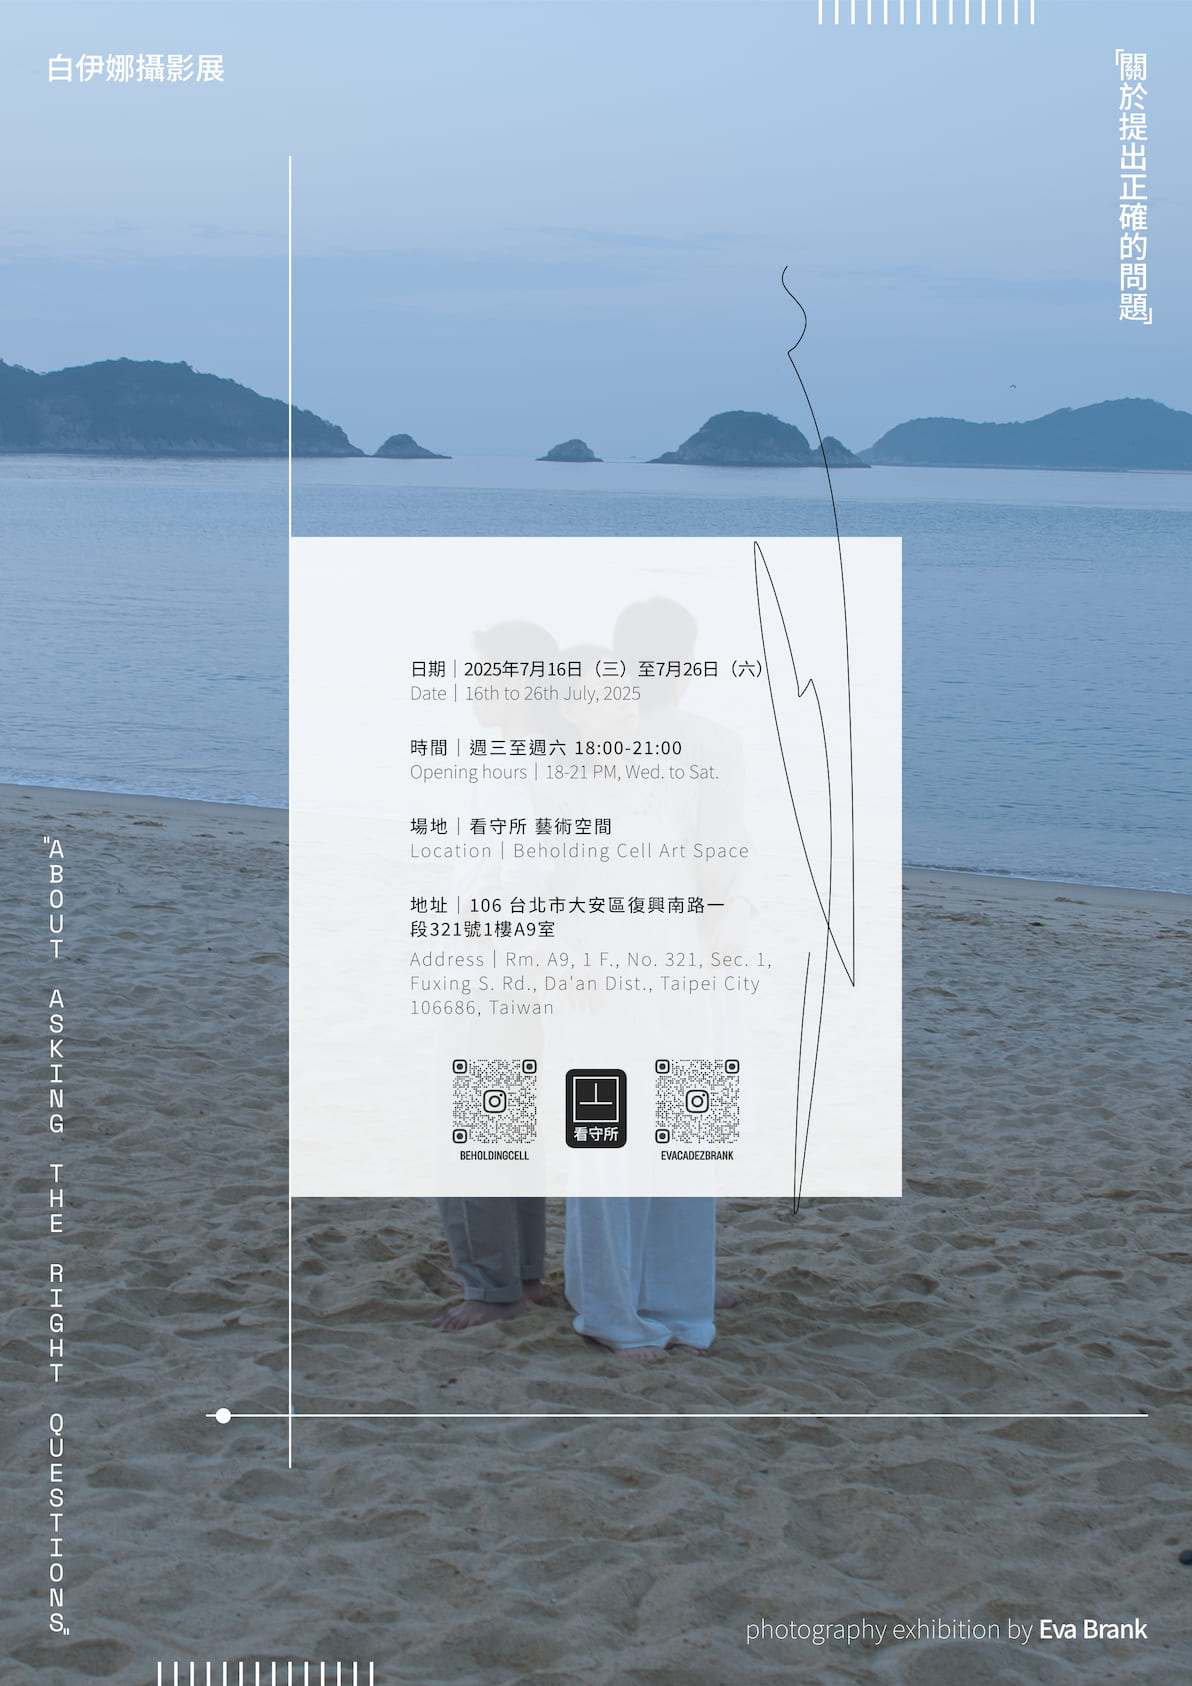 白伊娜攝影展
「關於提出正確的問題」
日期｜2025年7月16日（三）至7月26日（六）
Date｜16th to 26th July, 2025
時間｜週三至週六 18:00-21:00
Opening hours｜18-21 PM, Wed. to Sat.
場地｜看守所 藝術空間
Location｜Beholding Cell Art Space
地址｜106 台北市大安區復興南路一
段321號1樓A9室
Address｜Rm. A9, 1 F., No. 321, Sec. 1,
Fuxing S. Rd., Da'an Dist., Taipei City
106686, Taiwan
BEHOLDINGCELL
看守所
EVACADEZBRANK
"ABOUT ASKING THE RIGHT QUESTIONS"
photography exhibition by Eva Brank